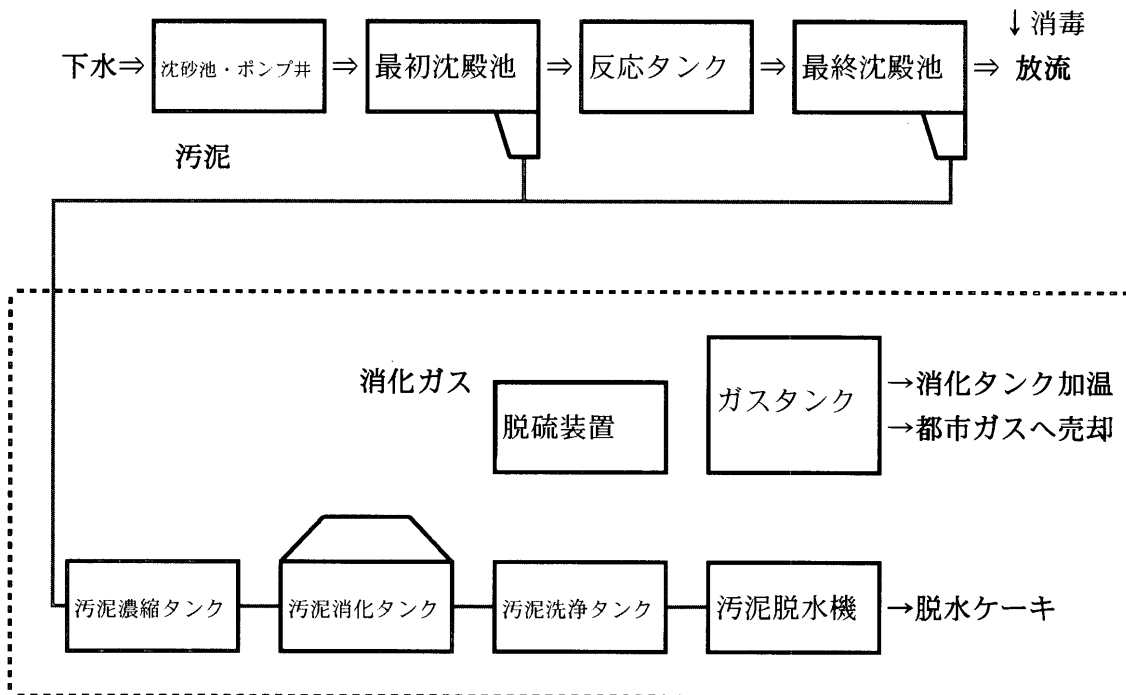 ↓消毒
下水⇒ 沈砂池・ポンプ井 ⇒ 最初沈殿池 ⇒ 反応タンク ⇒ 最終沈殿池 ⇒ 放流
汚泥
消化ガス
脱硫装置
ガスタンク
→消化タンク加温
→都市ガスへ売却
汚泥濃縮タンク 汚泥消化タンク 汚泥洗浄タンク 汚泥脱水機 →脱水ケーキ